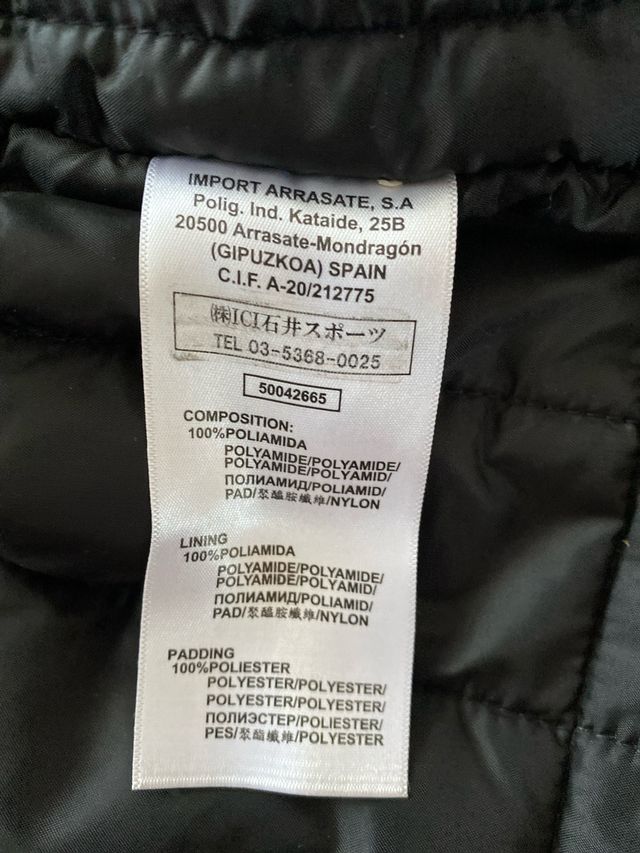 IMPORT ARRASATE, S.A
Polig. Ind. Kataide, 25B
20500 Arrasate-Mondragón
(GIPUZKOA) SPAIN
C.I.F. A-20/212775
㈱ICI石井スポーツ
TEL 03-5368-0025
50042665
COMPOSITION:
100%POLIAMIDA
POLYAMIDE/POLYAMIDE/
POLYAMIDE/POLYAMID/
ПОЛИАМИД/POLIAMID/
PAD/聚醯胺纖維/NYLON
LINING
100%POLIAMIDA
POLYAMIDE/POLYAMIDE/
POLYAMIDE/POLYAMID/
ПОЛИАМИД/POLIAMID/
PAD/聚醯胺纖維/NYLON
PADDING
100%POLIESTER
POLYESTER/POLYESTER/
POLYESTER/POLYESTER/
ПОЛИЭСТЕР/POLIESTER/
PES/聚酯纖維/POLYESTER